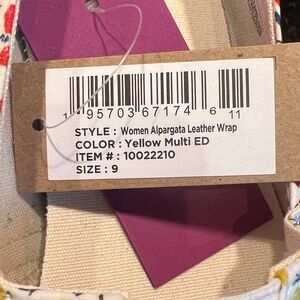 1 95703 67174 6 11
STYLE : Women Alpargata Leather Wrap
COLOR : Yellow Multi ED
ITEM # : 10022210
SIZE : 9